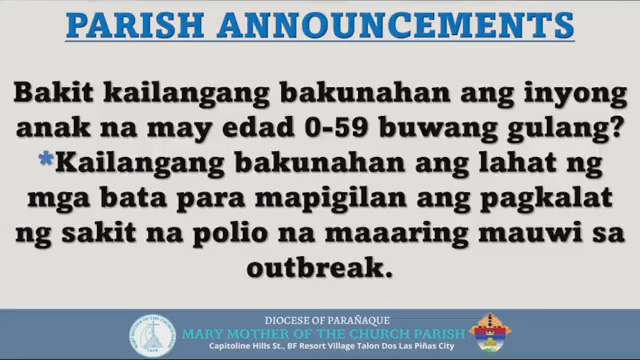 PARISH ANNOUNCEMENTS
Bakit kailangang bakunahan ang inyong
anak na may edad 0-59 buwang gulang?
*Kailangang bakunahan ang lahat ng
mga bata para mapigilan ang pagkalat
ng sakit na polio na maaaring mauwi sa
outbreak.
DIOCESE OF PARAÑAQUE
MARY MOTHER OF THE CHURCH PARISH
Capitoline Hills St., BF Resort Village Talon Dos Las Piñas City